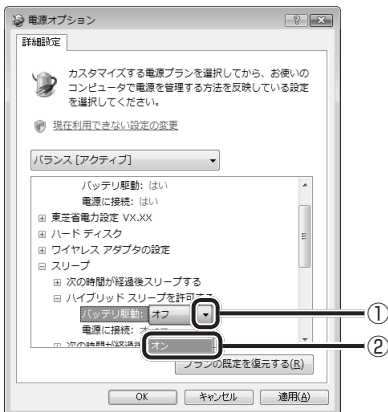 電源オプション
詳細設定
カスタマイズする電源プランを選択してから、お使いの
コンピュータで電源を管理する方法を反映している設定
を選択してください。
現在利用できない設定の変更
バランス [アクティブ]
バッテリ駆動: はい
電源に接続: はい
東芝省電力設定 VX.XX
ハード ディスク
ワイヤレス アダプタの設定
スリープ
次の時間が経過後スリープする
ハイブリッド スリープを許可する
バッテリ駆動: オフ
①
電源に接続:
オン
②
次の時間が経過
プランの既定を復元する(R)
OK
キャンセル
適用(A)